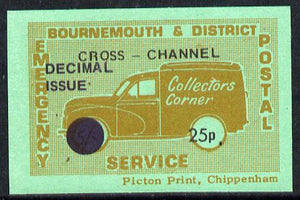 BOURNEMOUTH & DISTRICT
EMERGENCY
POSTAL
CROSS - CHANNEL
DECIMAL
ISSUE
Collectors
Corner
25p
SERVICE
Picton Print, Chippenham